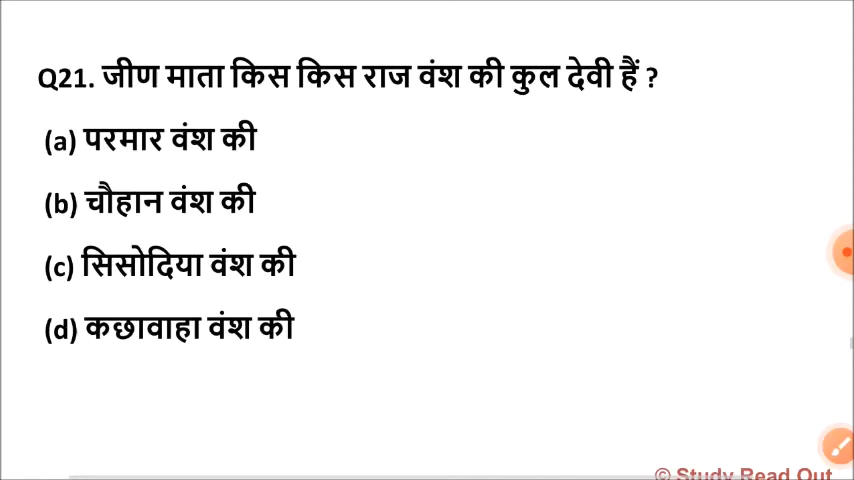 Q21. जीण माता किस किस राज वंश की कुल देवी हैं ?
(a) परमार वंश की
(b) चौहान वंश की
(c) सिसोदिया वंश की
(d) कछावाहा वंश की
© Study Read Out